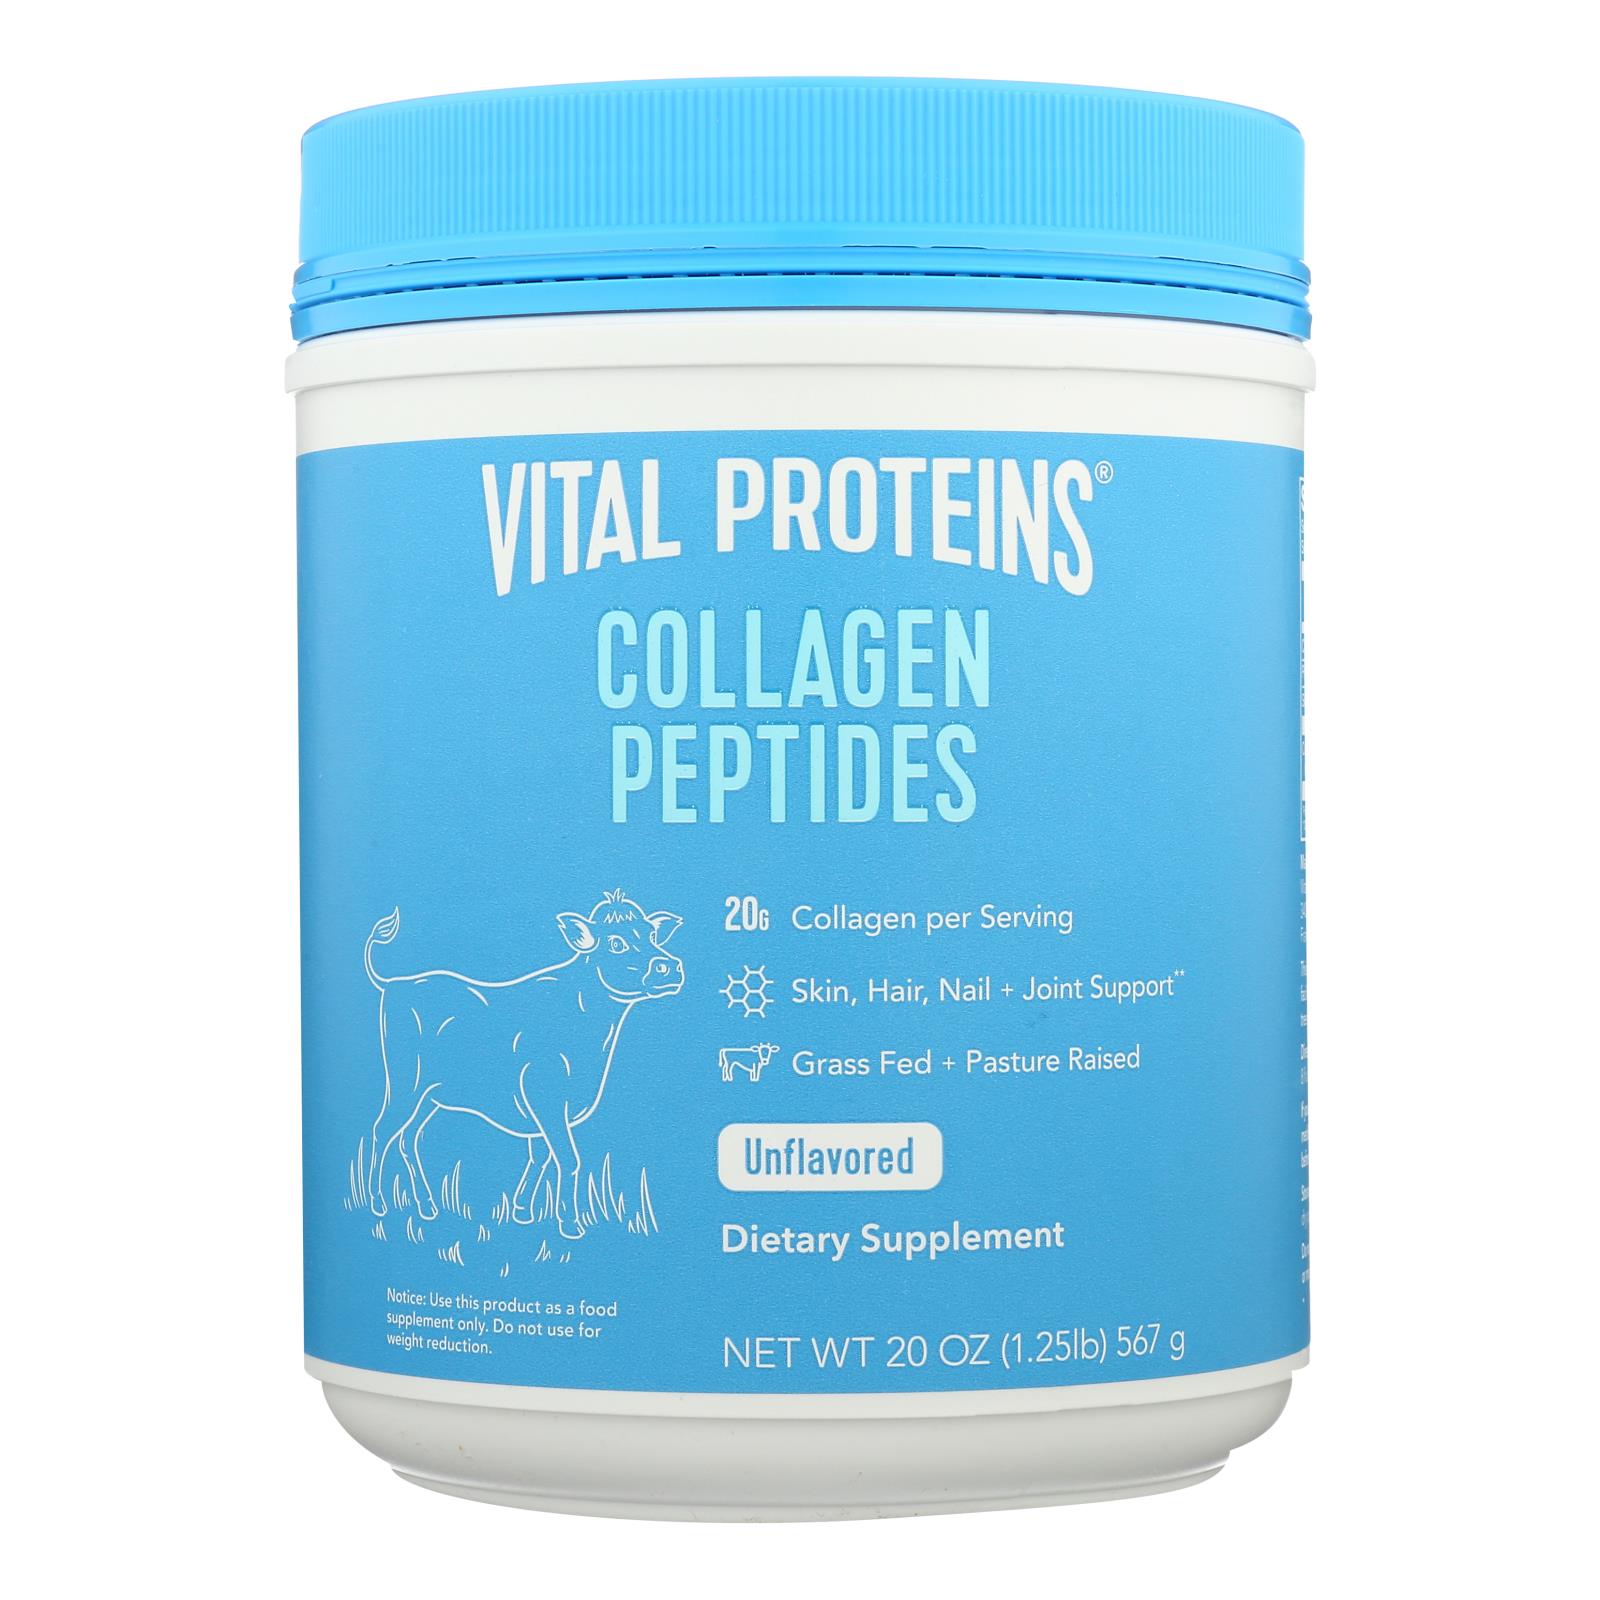 VITAL PROTEINS®
COLLAGEN
PEPTIDES
20G Collagen per Serving
Skin, Hair, Nail + Joint Support**
Grass Fed + Pasture Raised
Unflavored
Dietary Supplement
Notice: Use this product as a food
supplement only. Do not use for
weight reduction.
NET WT 20 OZ (1.25lb) 567 g